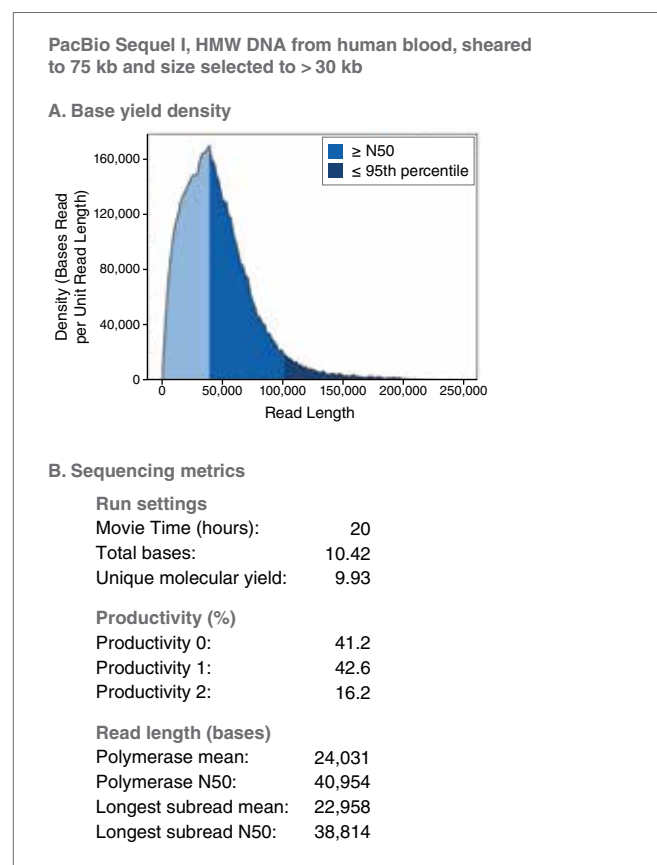 PacBio Sequel I, HMW DNA from human blood, sheared
to 75 kb and size selected to > 30 kb
A. Base yield density
≥ N50
≤ 95th percentile
Density (Bases Read
per Unit Read Length)
160,000
120,000
80,000
40,000
0
0 50,000 100,000 150,000 200,000 250,000
Read Length
B. Sequencing metrics
Run settings
Movie Time (hours): 20
Total bases: 10.42
Unique molecular yield: 9.93
Productivity (%)
Productivity 0: 41.2
Productivity 1: 42.6
Productivity 2: 16.2
Read length (bases)
Polymerase mean: 24,031
Polymerase N50: 40,954
Longest subread mean: 22,958
Longest subread N50: 38,814